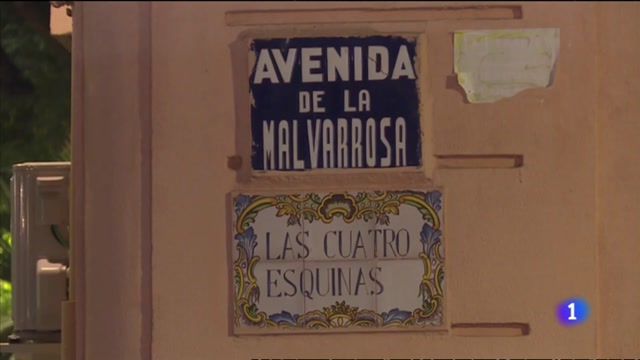 AVENIDA
DE LA
MALVARROSA
LAS CUATRO
ESQUINAS
1